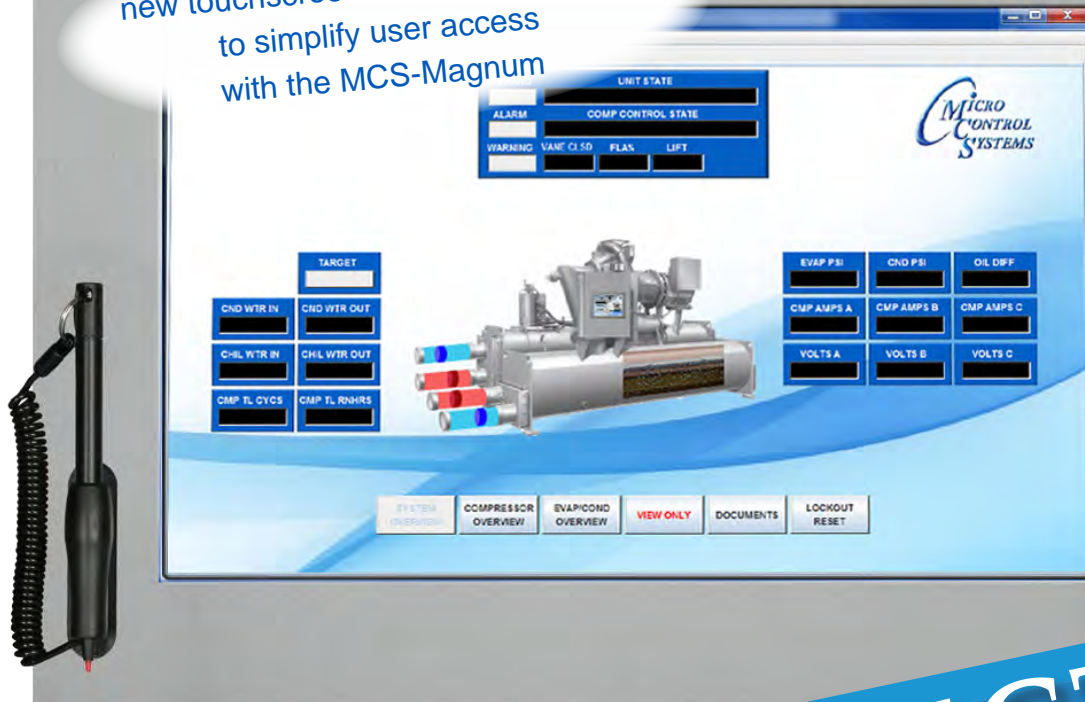 new touchscree
to simplify user access
with the MCS-Magnum
UNIT STATE
ALARM COMP CONTROL STATE
WARNING VANE CLSD FLA% LIFT
MICRO
CONTROL
SYSTEMS
TARGET
CND WTR IN CND WTR OUT
CHIL WTR IN CHIL WTR OUT
CMP TL CYCS CMP TL RNHRS
EVAP PSI CND PSI OIL DIFF
CMP AMPS A CMP AMPS B CMP AMPS C
VOLTS A VOLTS B VOLTS C
SYSTEM
OVERVIEW
COMPRESSOR
OVERVIEW
EVAP/COND
OVERVIEW
VIEW ONLY
DOCUMENTS
LOCKOUT
RESET